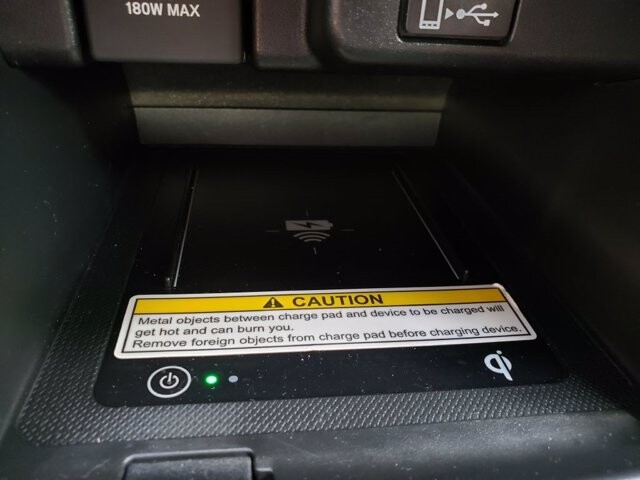 180W MAX
CAUTION
Metal objects between charge pad and device to be charged will
get hot and can burn you.
Remove foreign objects from charge pad before charging device.
qi